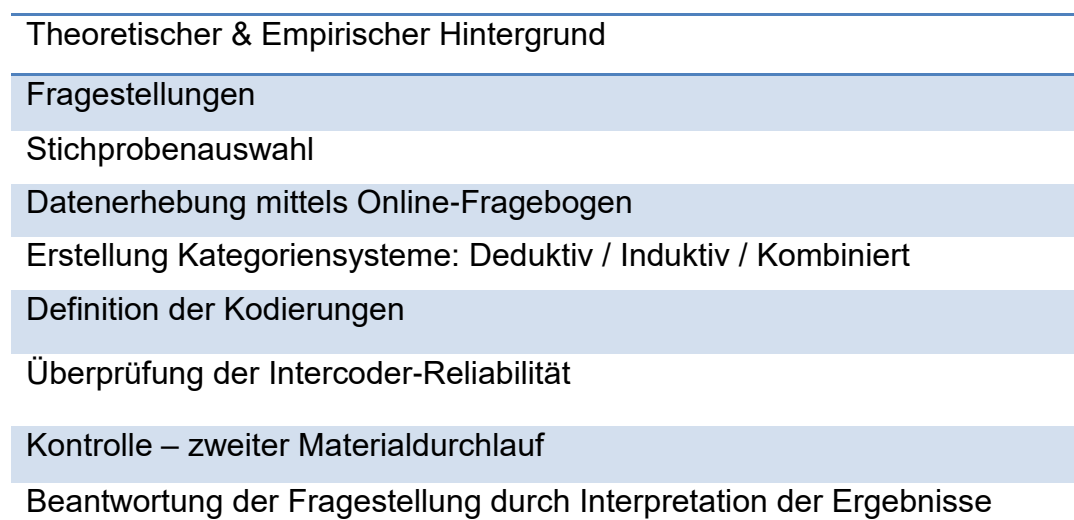 Theoretischer & Empirischer Hintergrund
Fragestellungen
Stichprobenauswahl
Datenerhebung mittels Online-Fragebogen
Erstellung Kategoriensysteme: Deduktiv / Induktiv / Kombiniert
Definition der Kodierungen
Überprüfung der Intercoder-Reliabilität
Kontrolle – zweiter Materialdurchlauf
Beantwortung der Fragestellung durch Interpretation der Ergebnisse